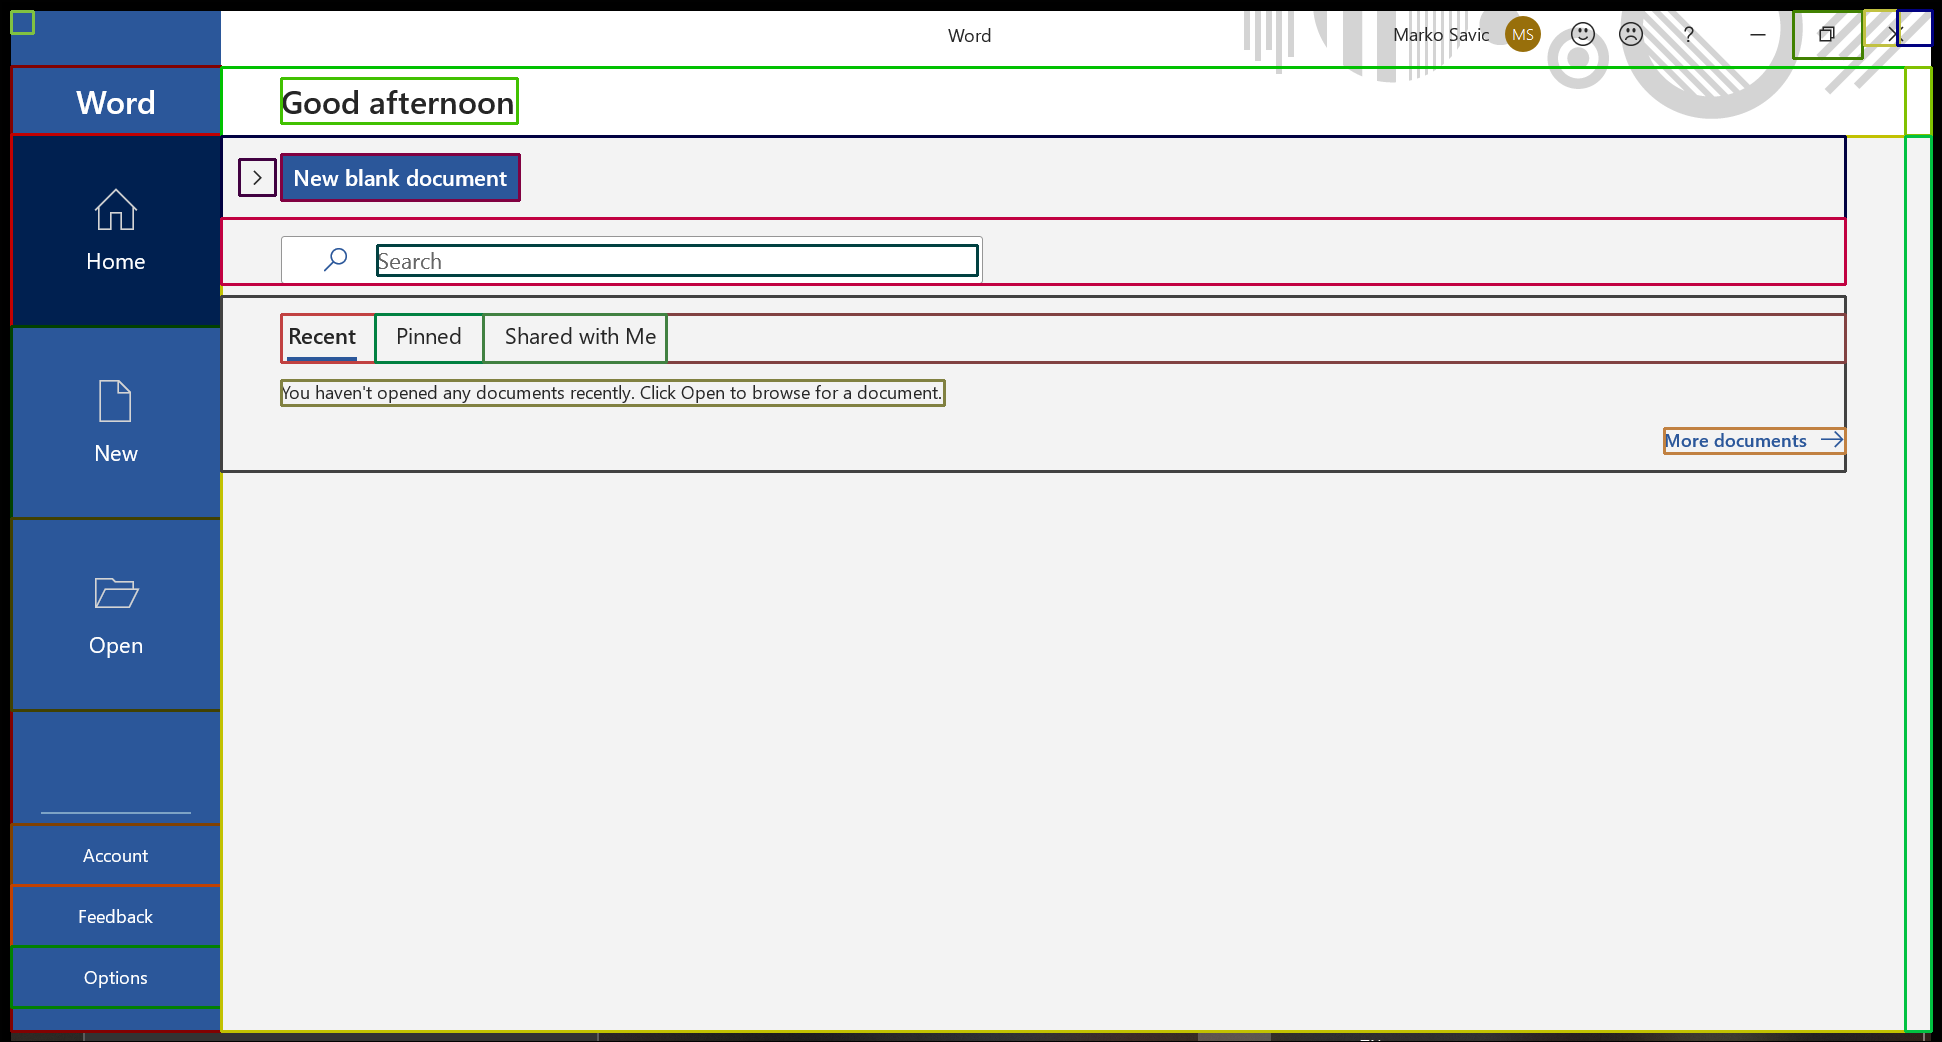 Word
Marko Savic MS ?
Word
Good afternoon
New blank document
Home
Search
Recent Pinned Shared with Me
You haven't opened any documents recently. Click Open to browse for a document.
More documents
New
Open
Account
Feedback
Options